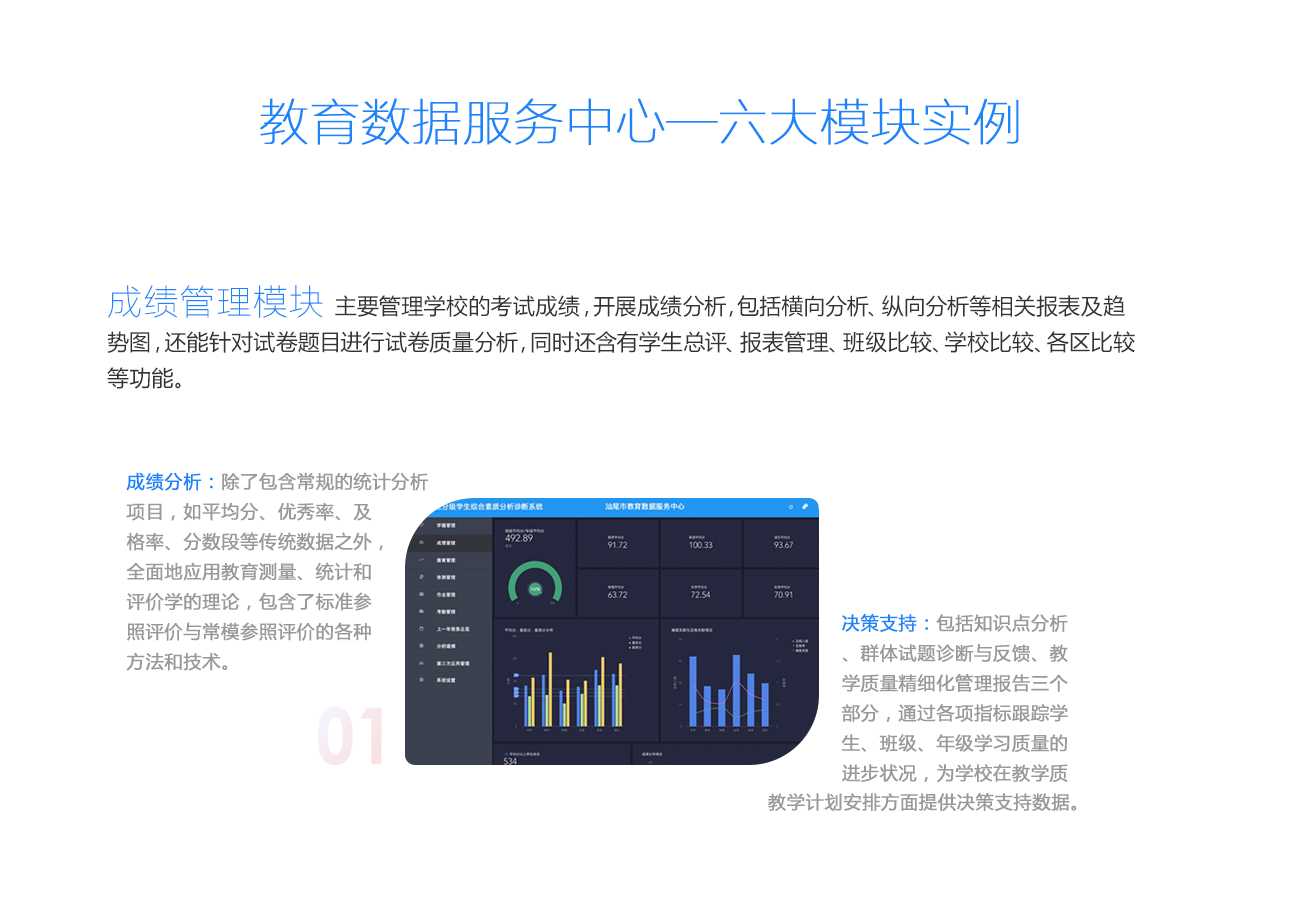 教育数据服务中心—六大模块实例
成绩管理模块 主要管理学校的考试成绩,开展成绩分析,包括横向分析、纵向分析等相关报表及趋
势图,还能针对试卷题目进行试卷质量分析,同时还含有学生总评、报表管理、班级比较、学校比较、各区比较
等功能。
成绩分析：除了包含常规的统计分析
项目，如平均分、优秀率、及
格率、分数段等传统数据之外，
全面地应用教育测量、统计和
评价学的理论，包含了标准参
照评价与常模参照评价的各种
方法和技术。
01
分级学生综合素质分析诊断系统
汕尾市教育数据服务中心
学籍管理
成绩管理
德育管理
体测管理
作业管理
考勤管理
上一年信息总览
分析建模
第三方应用管理
系统设置
492.89
91.72
100.33
93.67
63.72
72.54
70.91
平均分、最低分、最高分分布
534
决策支持：包括知识点分析
、群体试题诊断与反馈、教
学质量精细化管理报告三个
部分，通过各项指标跟踪学
生、班级、年级学习质量的
进步状况，为学校在教学质
教学计划安排方面提供决策支持数据。